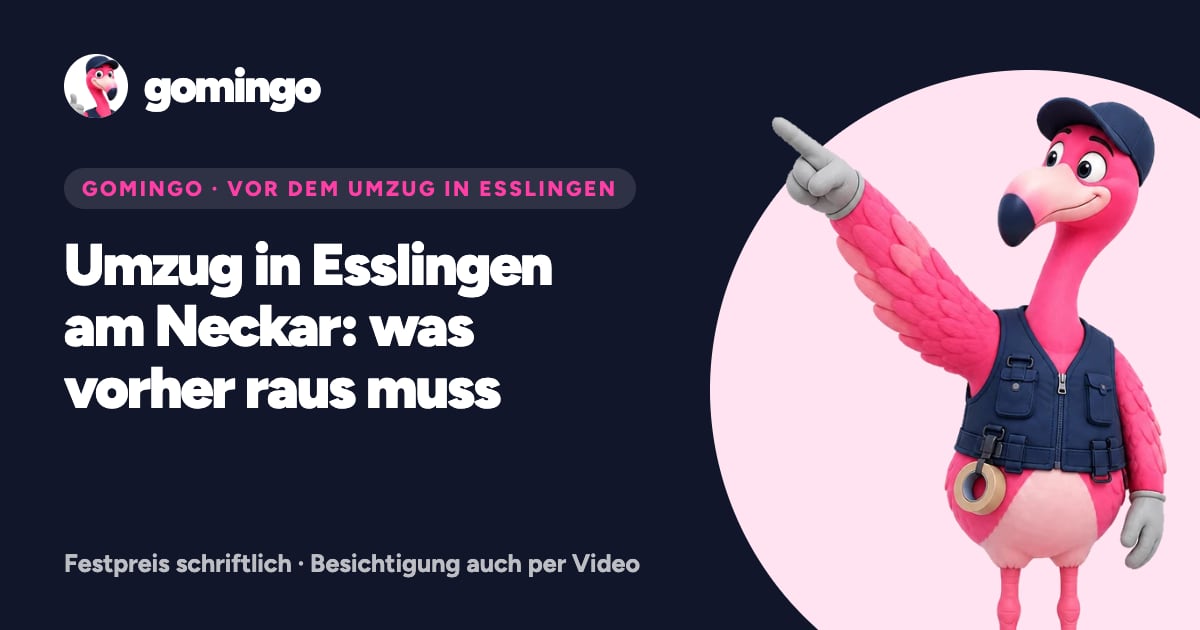 gomingo
GOMINGO · VOR DEM UMZUG IN ESSLINGEN
Umzug in Esslingen
am Neckar: was
vorher raus muss
Festpreis schriftlich · Besichtigung auch per Video